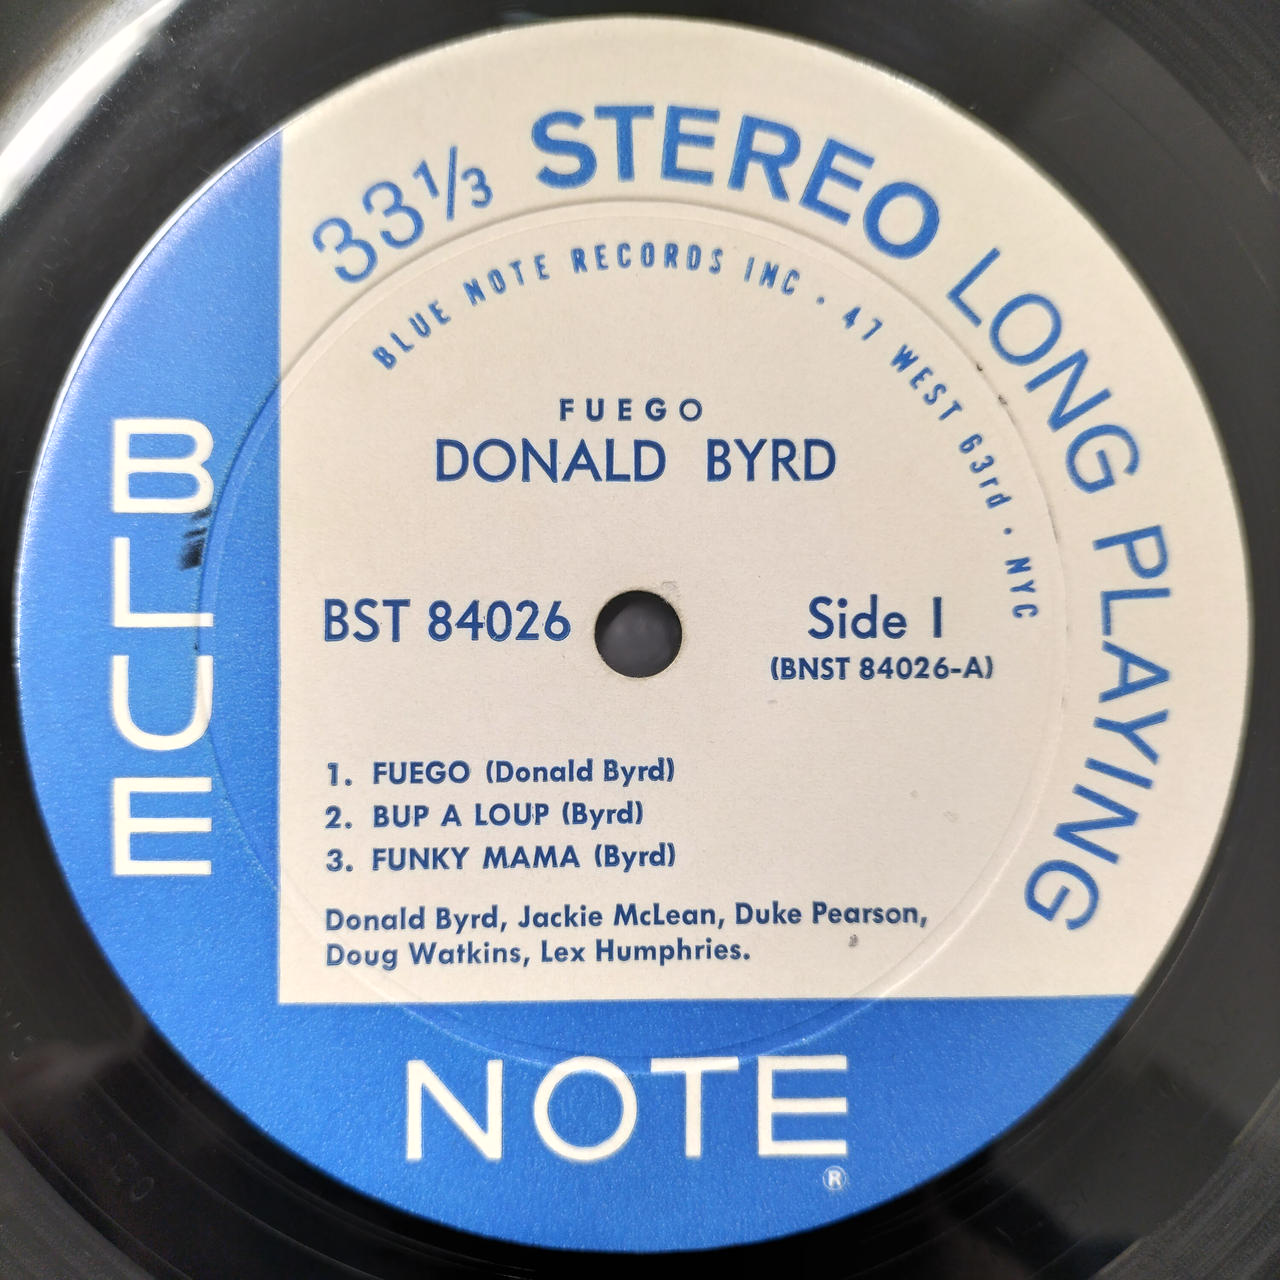 33⅓ STEREO LONG PLAYING
BLUE NOTE RECORDS INC · 47 WEST 63rd · NYC
FUEGO
DONALD BYRD
BST 84026
Side 1
(BNST 84026-A)
1. FUEGO (Donald Byrd)
2. BUP A LOUP (Byrd)
3. FUNKY MAMA (Byrd)
Donald Byrd, Jackie McLean, Duke Pearson,
Doug Watkins, Lex Humphries.
BLUE
NOTE
®